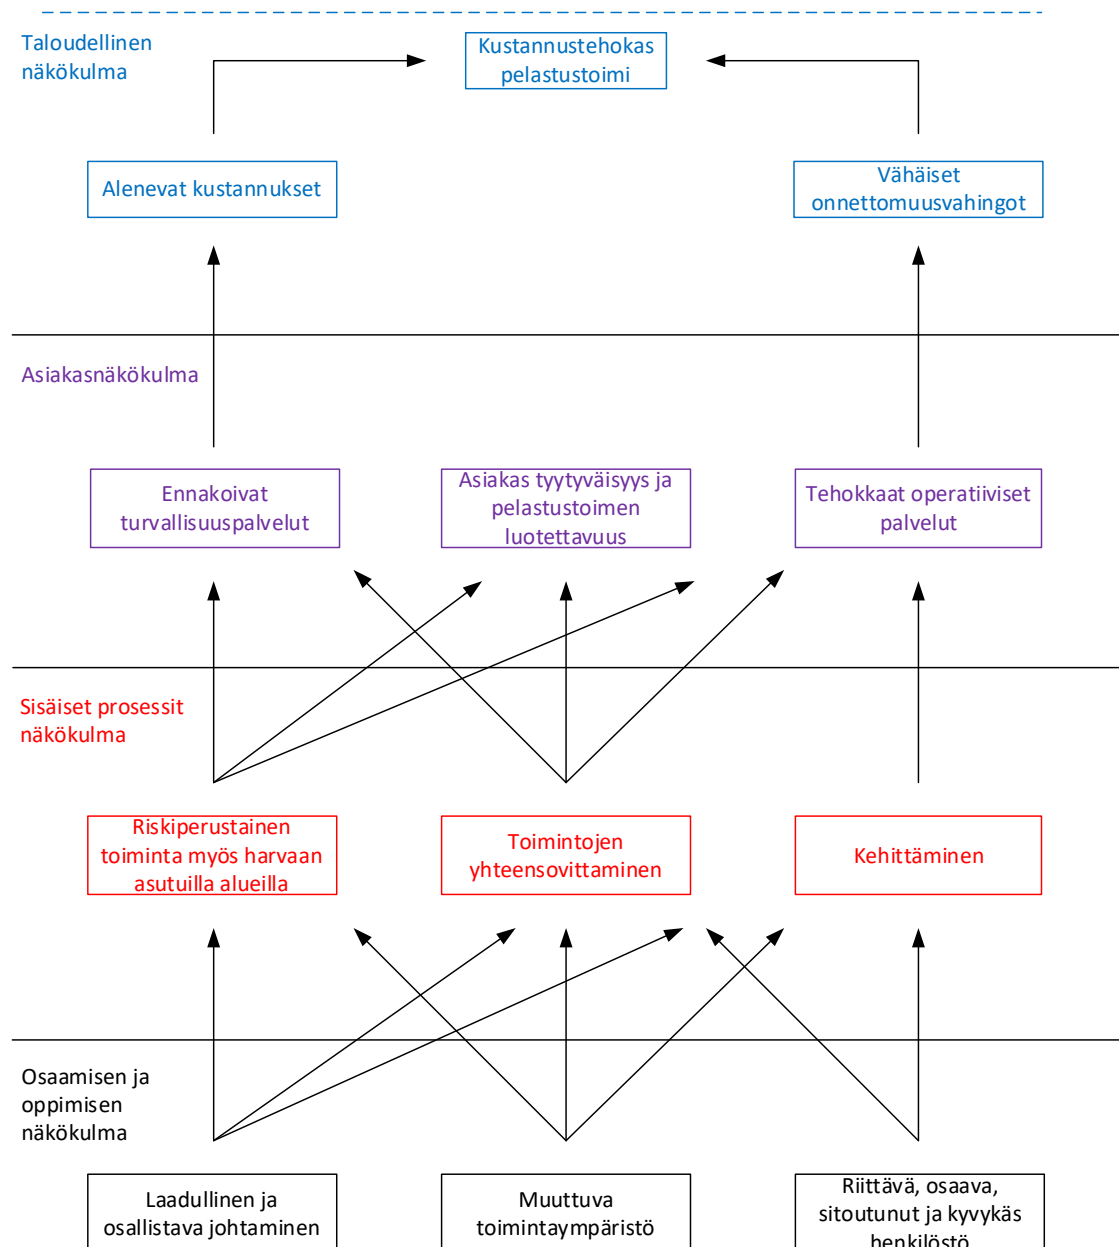 Taloudellinen
näkökulma
Kustannustehokas
pelastustoimi
Alenevat kustannukset
Vähäiset
onnettomuusvahingot
Asiakasnäkökulma
Ennakoivat
turvallisuuspalvelut
Asiakas tyytyväisyys ja
pelastustoimen
luotettavuus
Tehokkaat operatiiviset
palvelut
Sisäiset prosessit
näkökulma
Riskiperustainen
toiminta myös harvaan
asutuilla alueilla
Toimintojen
yhteensovittaminen
Kehittäminen
Osaamisen ja
oppimisen
näkökulma
Laadullinen ja
osallistava johtaminen
Muuttuva
toimintaympäristö
Riittävä, osaava,
sitoutunut ja kyvykäs
henkilöstö